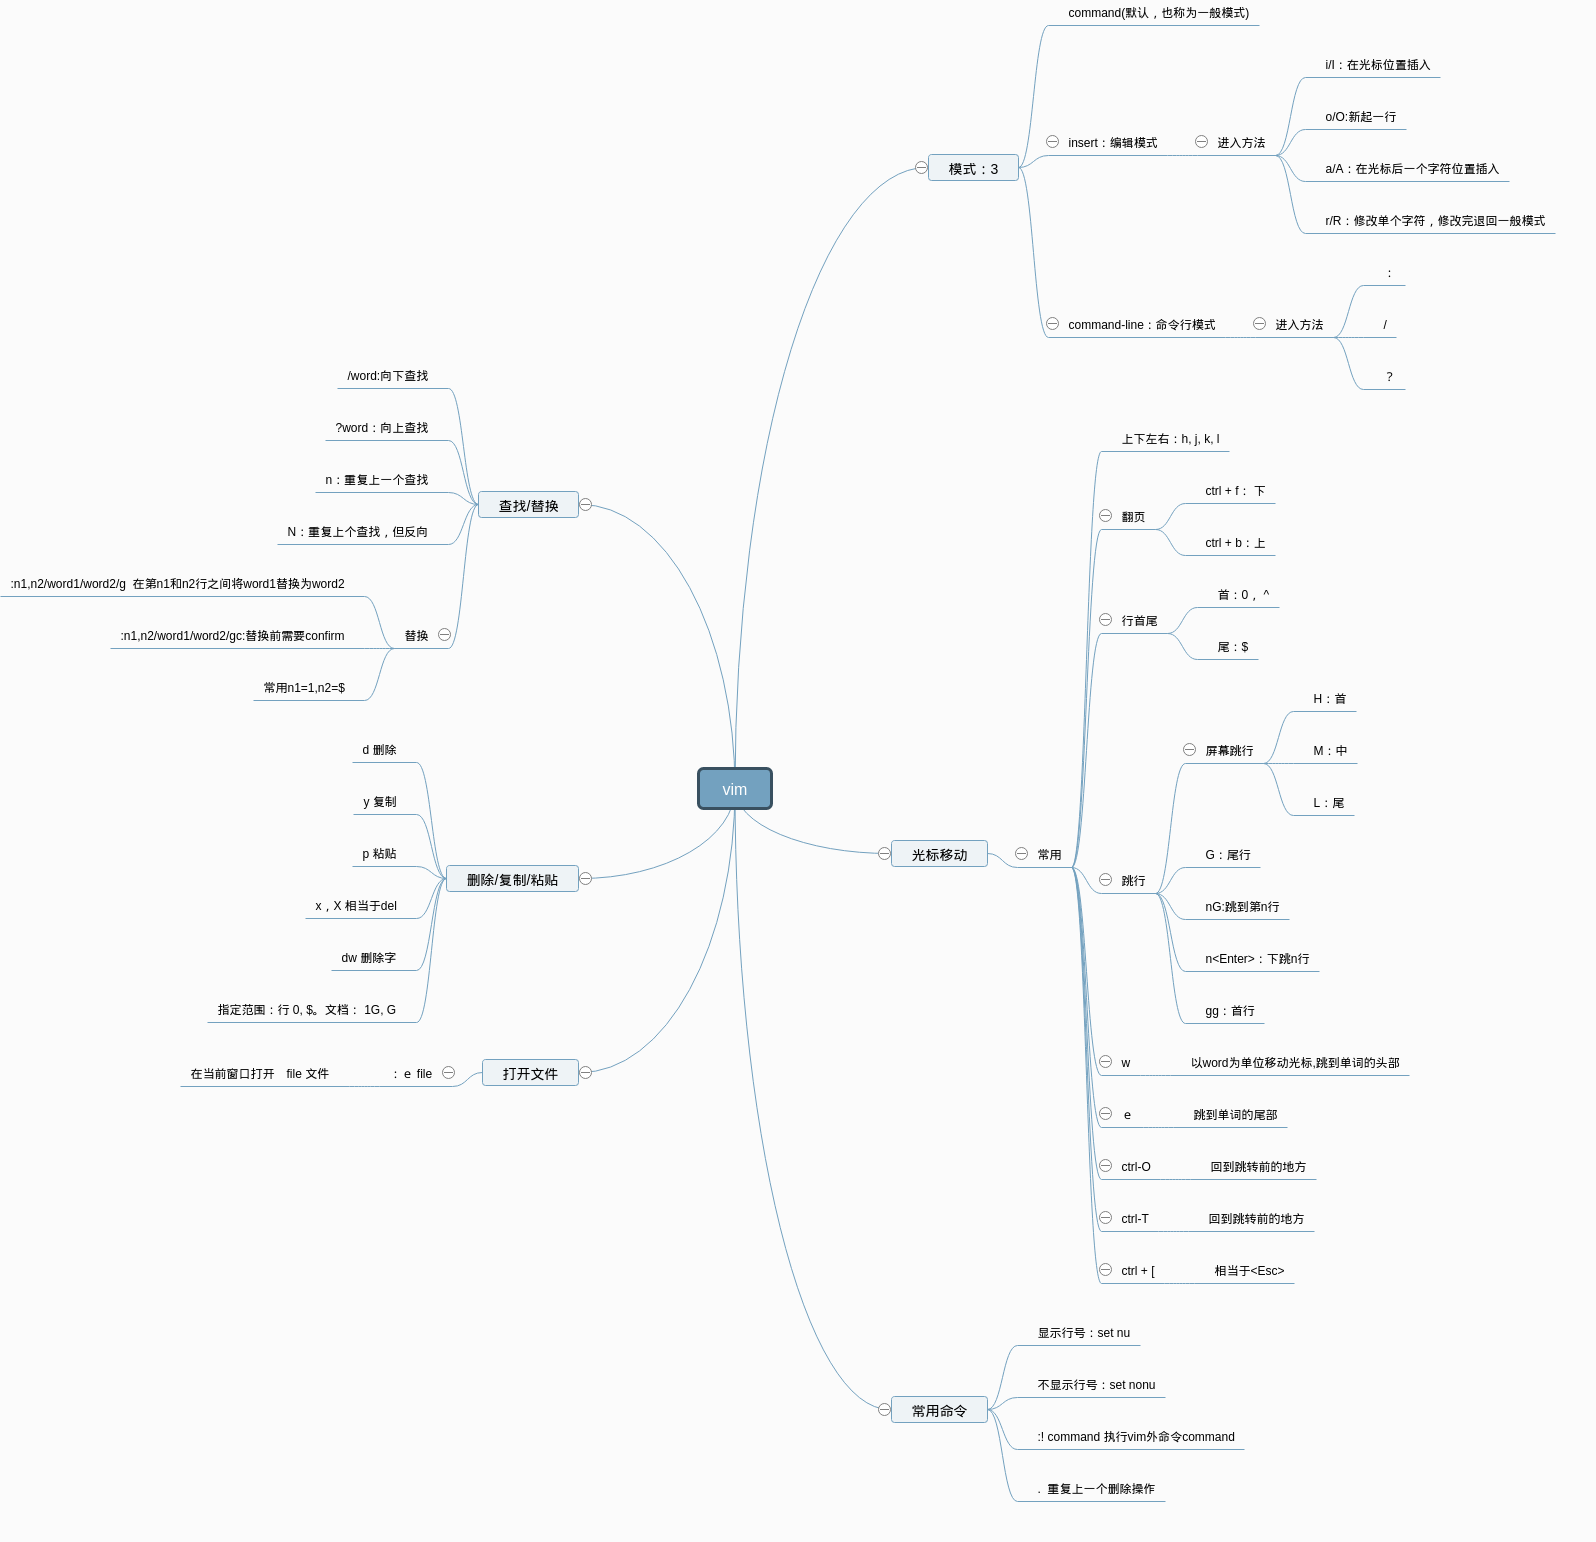 vim
模式：3
command(默认，也称为一般模式)
insert：编辑模式
进入方法
i/I：在光标位置插入
o/O:新起一行
a/A：在光标后一个字符位置插入
r/R：修改单个字符，修改完退回一般模式
command-line：命令行模式
进入方法
：
/
？
光标移动
常用
上下左右：h, j, k, l
翻页
ctrl + f： 下
ctrl + b：上
行首尾
首：0， ^
尾：$
跳行
屏幕跳行
H：首
M：中
L：尾
G：尾行
nG:跳到第n行
n<Enter>：下跳n行
gg：首行
w
以word为单位移动光标,跳到单词的头部
e
跳到单词的尾部
ctrl-O
回到跳转前的地方
ctrl-T
回到跳转前的地方
ctrl + [
相当于<Esc>
常用命令
显示行号：set nu
不显示行号：set nonu
:! command 执行vim外命令command
. 重复上一个删除操作
查找/替换
/word:向下查找
?word：向上查找
n：重复上一个查找
N：重复上个查找，但反向
替换
:n1,n2/word1/word2/g  在第n1和n2行之间将word1替换为word2
:n1,n2/word1/word2/gc:替换前需要confirm
常用n1=1,n2=$
删除/复制/粘贴
d 删除
y 复制
p 粘贴
x，X 相当于del
dw 删除字
指定范围：行 0, $。文档： 1G, G
打开文件
：e file
在当前窗口打开  file 文件